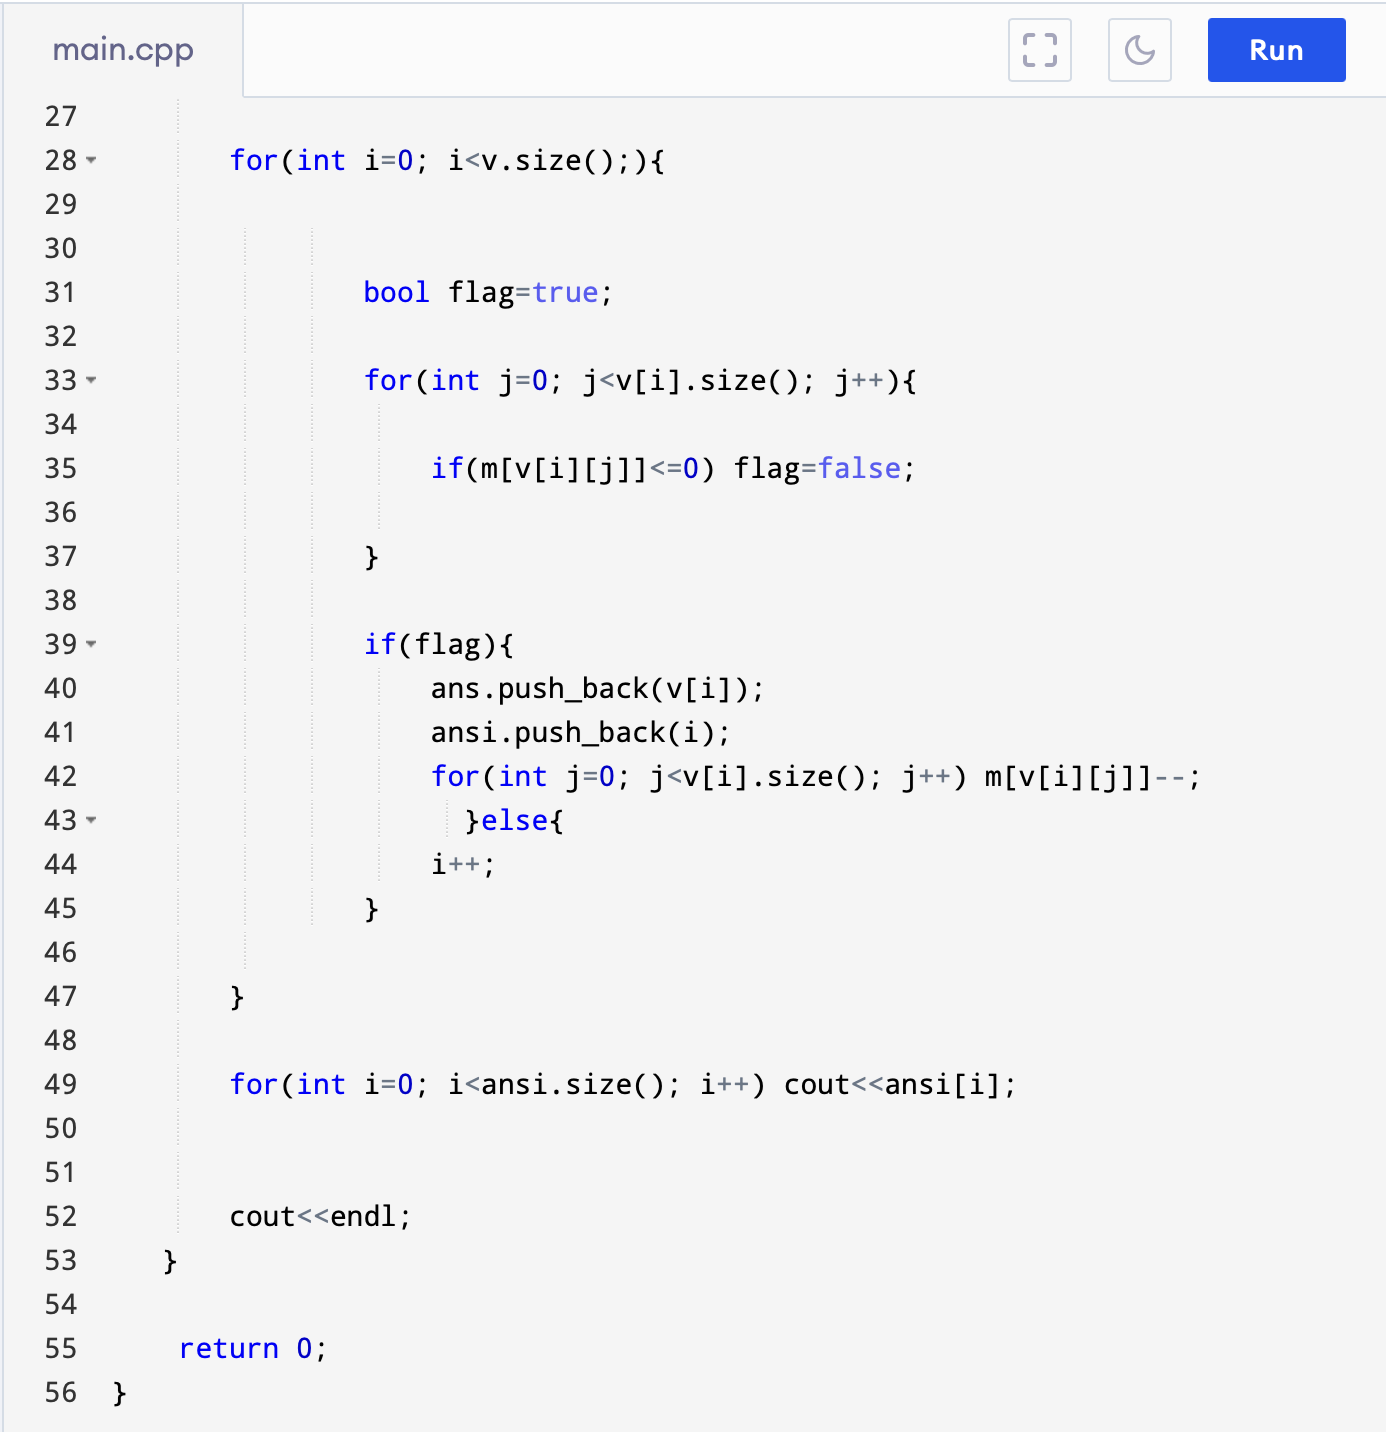 main.cpp
Run
27
28 for(int i=0; i<v.size();){
29
30
31 bool flag=true;
32
33 for(int j=0; j<v[i].size(); j++){
34
35 if(m[v[i][j]]<=0) flag=false;
36
37 }
38
39 if(flag){
40 ans.push_back(v[i]);
41 ansi.push_back(i);
42 for(int j=0; j<v[i].size(); j++) m[v[i][j]]--;
43 }else{
44 i++;
45 }
46
47 }
48
49 for(int i=0; i<ansi.size(); i++) cout<<ansi[i];
50
51
52 cout<<endl;
53 }
54
55 return 0;
56 }